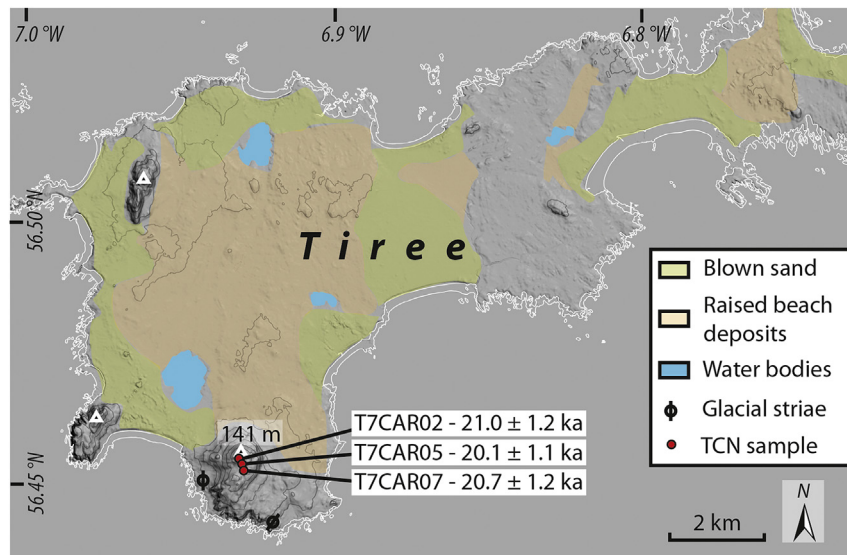 7.0 °W
6.9 °W
6.8 °W
56.50 °N
Tiree
Blown sand
Raised beach
deposits
Water bodies
Glacial striae
TCN sample
141 m
T7CAR02 - 21.0 ± 1.2 ka
T7CAR05 - 20.1 ± 1.1 ka
T7CAR07 - 20.7 ± 1.2 ka
56.45 °N
2 km
N